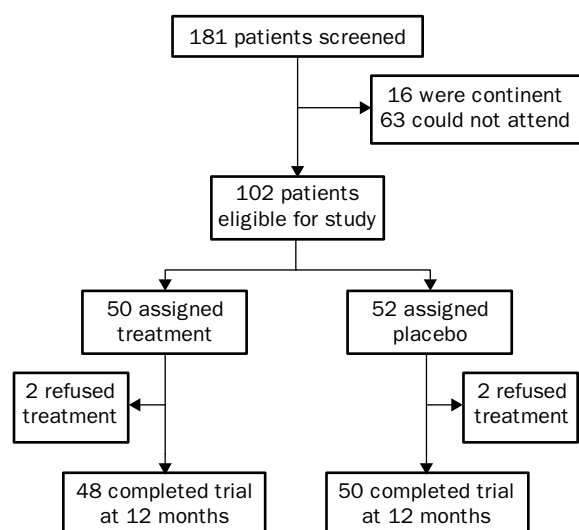 181 patients screened
16 were continent
63 could not attend
102 patients
eligible for study
50 assigned
treatment
52 assigned
placebo
2 refused
treatment
2 refused
treatment
48 completed trial
at 12 months
50 completed trial
at 12 months